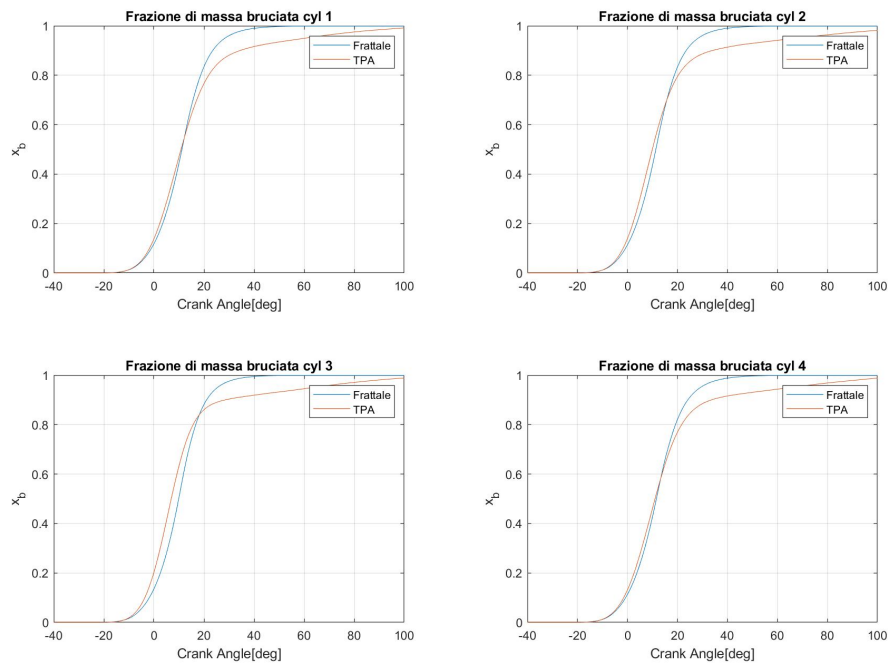 Frazione di massa bruciata cyl 1
1
0.8
0.6
0.4
0.2
0
x_b
-40 -20 0 20 40 60 80 100
Crank Angle[deg]
Frattale
TPA
Frazione di massa bruciata cyl 2
1
0.8
0.6
0.4
0.2
0
x_b
-40 -20 0 20 40 60 80 100
Crank Angle[deg]
Frattale
TPA
Frazione di massa bruciata cyl 3
1
0.8
0.6
0.4
0.2
0
x_b
-40 -20 0 20 40 60 80 100
Crank Angle[deg]
Frattale
TPA
Frazione di massa bruciata cyl 4
1
0.8
0.6
0.4
0.2
0
x_b
-40 -20 0 20 40 60 80 100
Crank Angle[deg]
Frattale
TPA